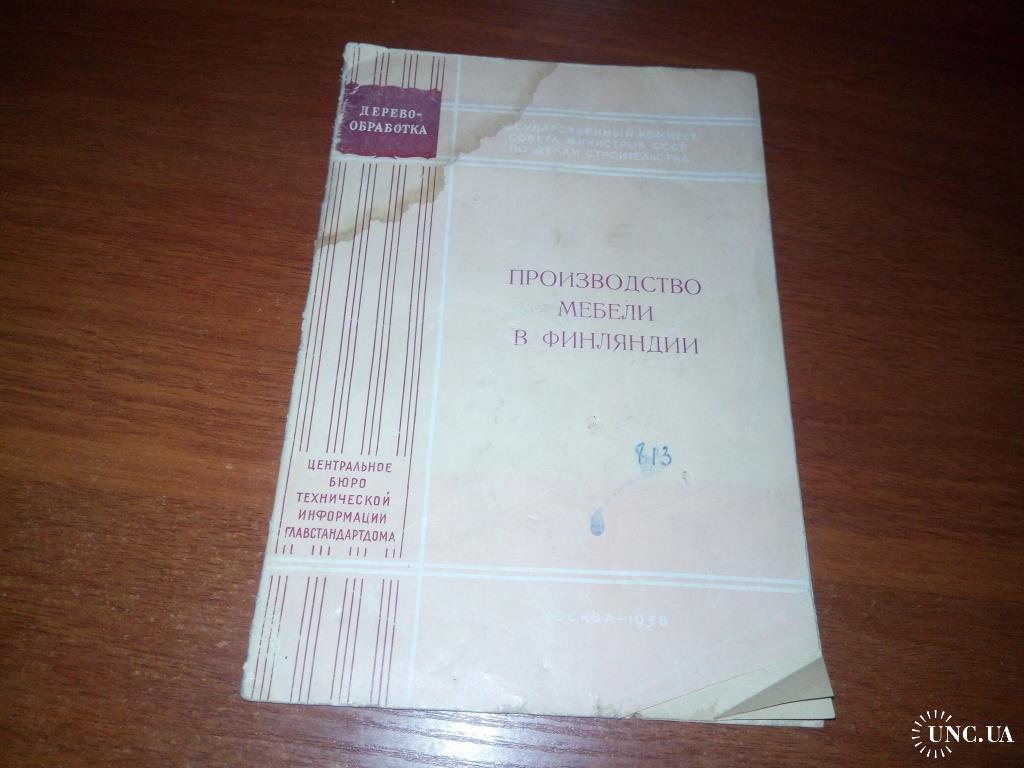 ДЕРЕВО-
ОБРАБОТКА
ГОСУДАРСТВЕННЫЙ КОМИТЕТ
СОВЕТА МИНИСТРОВ СССР
ПО ДЕЛАМ СТРОИТЕЛЬСТВА
ПРОИЗВОДСТВО
МЕБЕЛИ
В ФИНЛЯНДИИ
813
ЦЕНТРАЛЬНОЕ
БЮРО
ТЕХНИЧЕСКОЙ
ИНФОРМАЦИИ
ГЛАВСТАНДАРТДОМА
МОСКВА-1958
UNC.UA